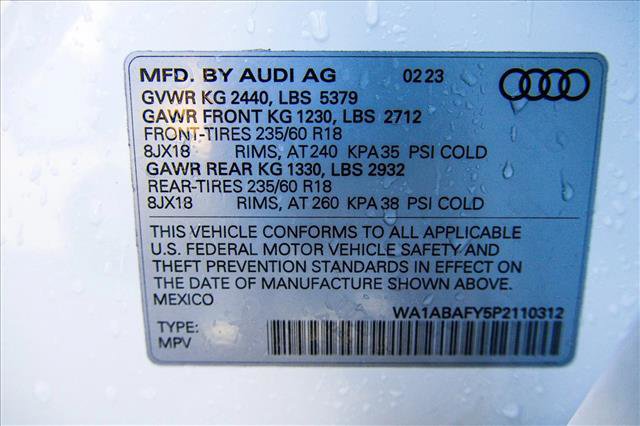 MFD. BY AUDI AG 02 23
GVWR KG 2440, LBS 5379
GAWR FRONT KG 1230, LBS 2712
FRONT-TIRES 235/60 R18
8JX18 RIMS, AT 240 KPA 35 PSI COLD
GAWR REAR KG 1330, LBS 2932
REAR-TIRES 235/60 R18
8JX18 RIMS, AT 260 KPA 38 PSI COLD
THIS VEHICLE CONFORMS TO ALL APPLICABLE
U.S. FEDERAL MOTOR VEHICLE SAFETY AND
THEFT PREVENTION STANDARDS IN EFFECT ON
THE DATE OF MANUFACTURE SHOWN ABOVE.
MEXICO WA1ABAFY5P2110312
TYPE:
MPV